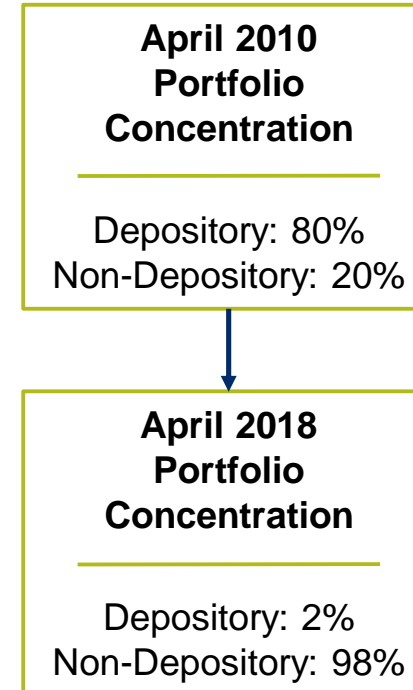 April 2010
Portfolio
Concentration
Depository: 80%
Non-Depository: 20%
April 2018
Portfolio
Concentration
Depository: 2%
Non-Depository: 98%